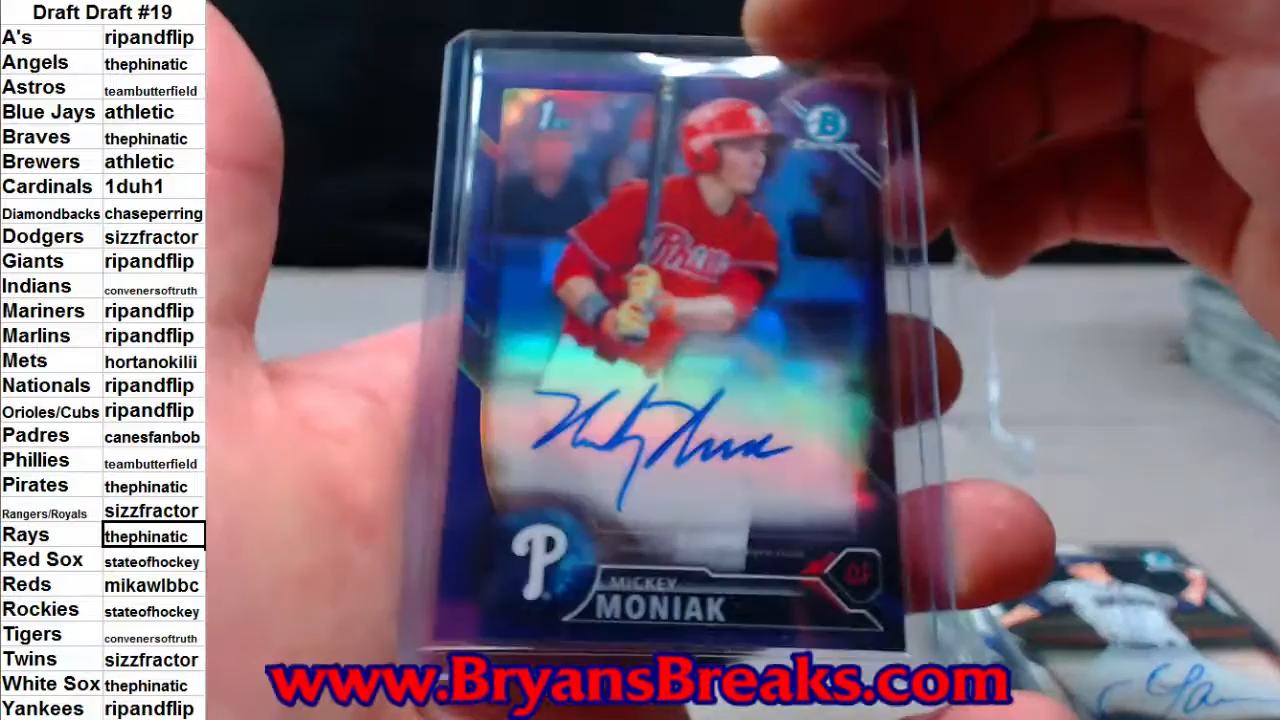 Draft Draft #19
A's ripandflip
Angels thephinatic
Astros teambutterfield
Blue Jays athletic
Braves thephinatic
Brewers athletic
Cardinals 1duh1
Diamondbacks chaseperring
Dodgers sizzfractor
Giants ripandflip
Indians convenersoftruth
Mariners ripandflip
Marlins ripandflip
Mets hortanokilii
Nationals ripandflip
Orioles/Cubs ripandflip
Padres canesfanbob
Phillies teambutterfield
Pirates thephinatic
Rangers/Royals sizzfractor
Rays thephinatic
Red Sox stateofhockey
Reds mikawlbbc
Rockies stateofhockey
Tigers convenersoftruth
Twins sizzfractor
White Sox thephinatic
Yankees ripandflip
1st
B
CHROME
Phillies
P
OF
MICKEY
MONIAK
www.BryansBreaks.com